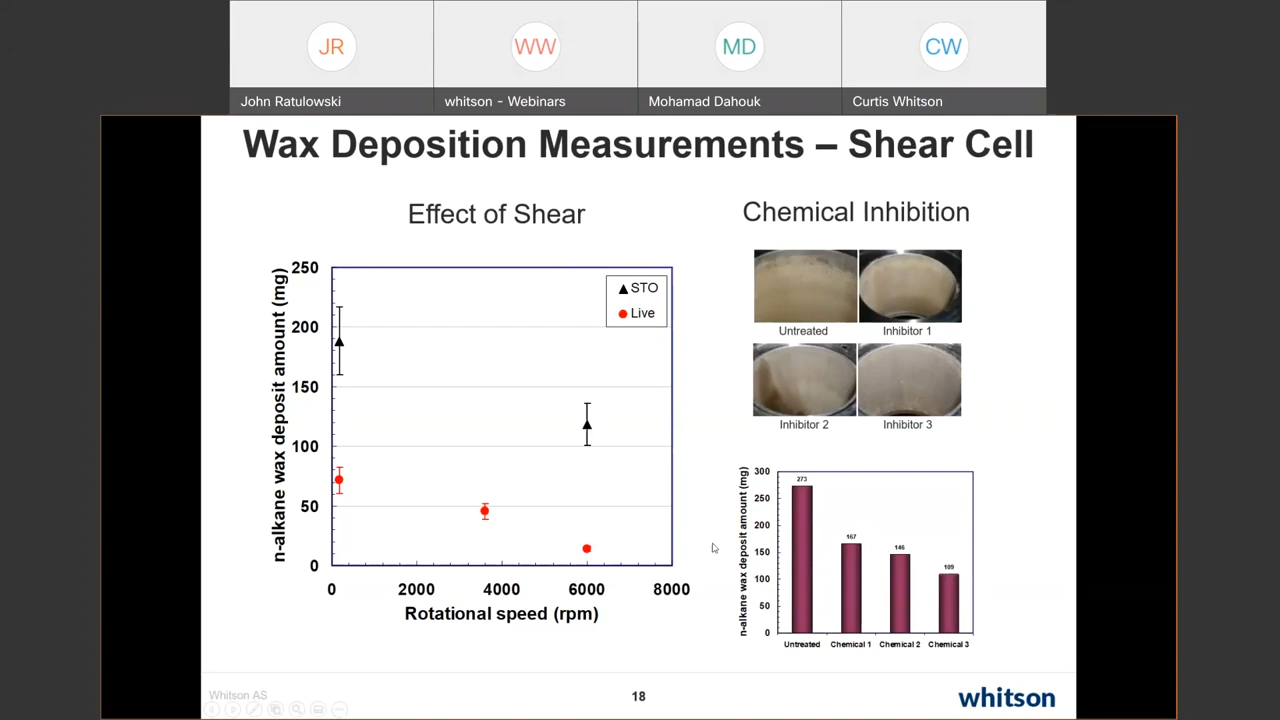 JR
WW
MD
CW
John Ratulowski
whitson - Webinars
Mohamad Dahouk
Curtis Whitson
Wax Deposition Measurements – Shear Cell
Effect of Shear
n-alkane wax deposit amount (mg)
250
200
150
100
50
0
STO
Live
0
2000
4000
6000
8000
Rotational speed (rpm)
Chemical Inhibition
Untreated
Inhibitor 1
Inhibitor 2
Inhibitor 3
n-alkane wax deposit amount (mg)
300
250
200
150
100
50
0
273
167
146
109
Untreated
Chemical 1
Chemical 2
Chemical 3
Whitson AS
18
whitson